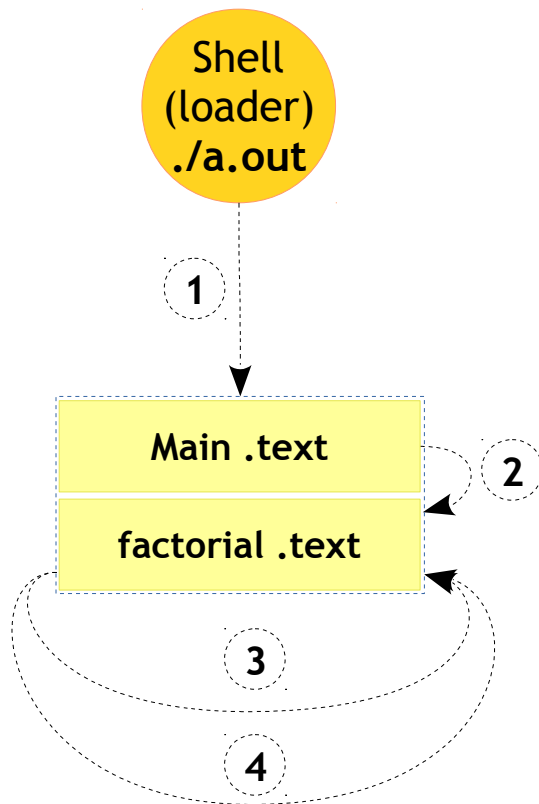 Shell
(loader)
./a.out
1
Main .text
2
factorial .text
3
4